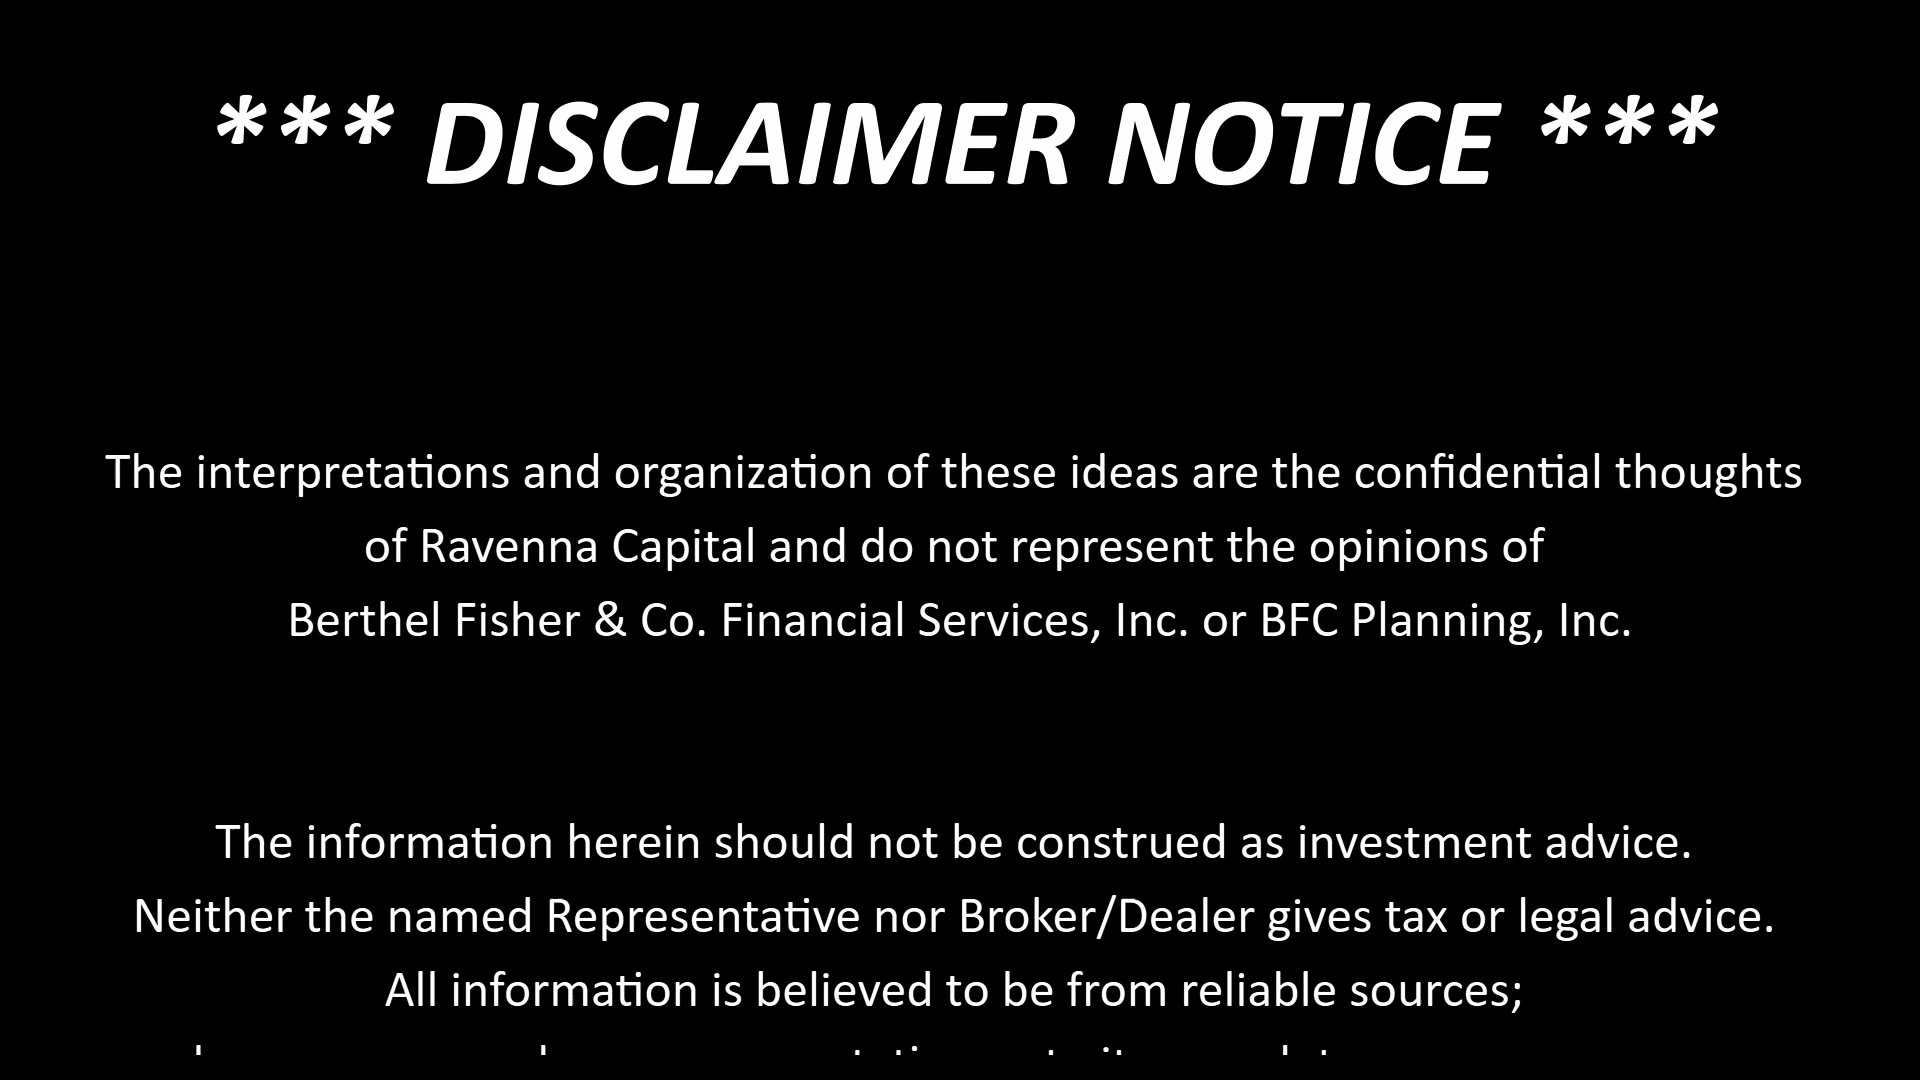 *** DISCLAIMER NOTICE ***
The interpretations and organization of these ideas are the confidential thoughts
of Ravenna Capital and do not represent the opinions of
Berthel Fisher & Co. Financial Services, Inc. or BFC Planning, Inc.
The information herein should not be construed as investment advice.
Neither the named Representative nor Broker/Dealer gives tax or legal advice.
All information is believed to be from reliable sources;